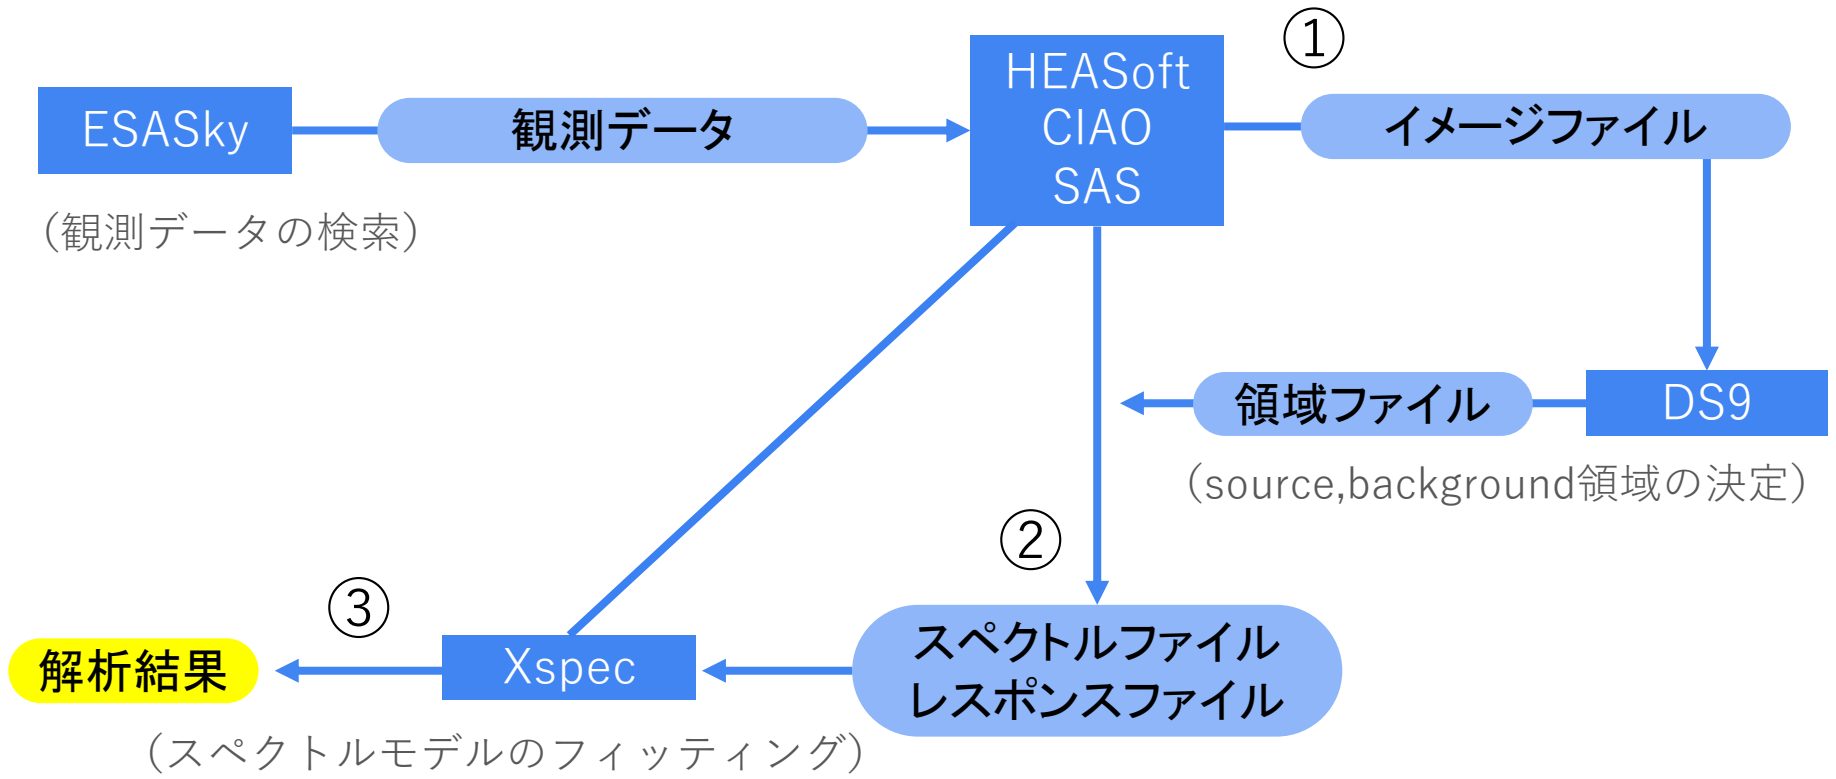 ①
HEASoft
CIAO
SAS
ESASky
観測データ
イメージファイル
（観測データの検索）
領域ファイル
DS9
（source,background領域の決定）
②
③
スペクトルファイル
レスポンスファイル
Xspec
解析結果
（スペクトルモデルのフィッティング）